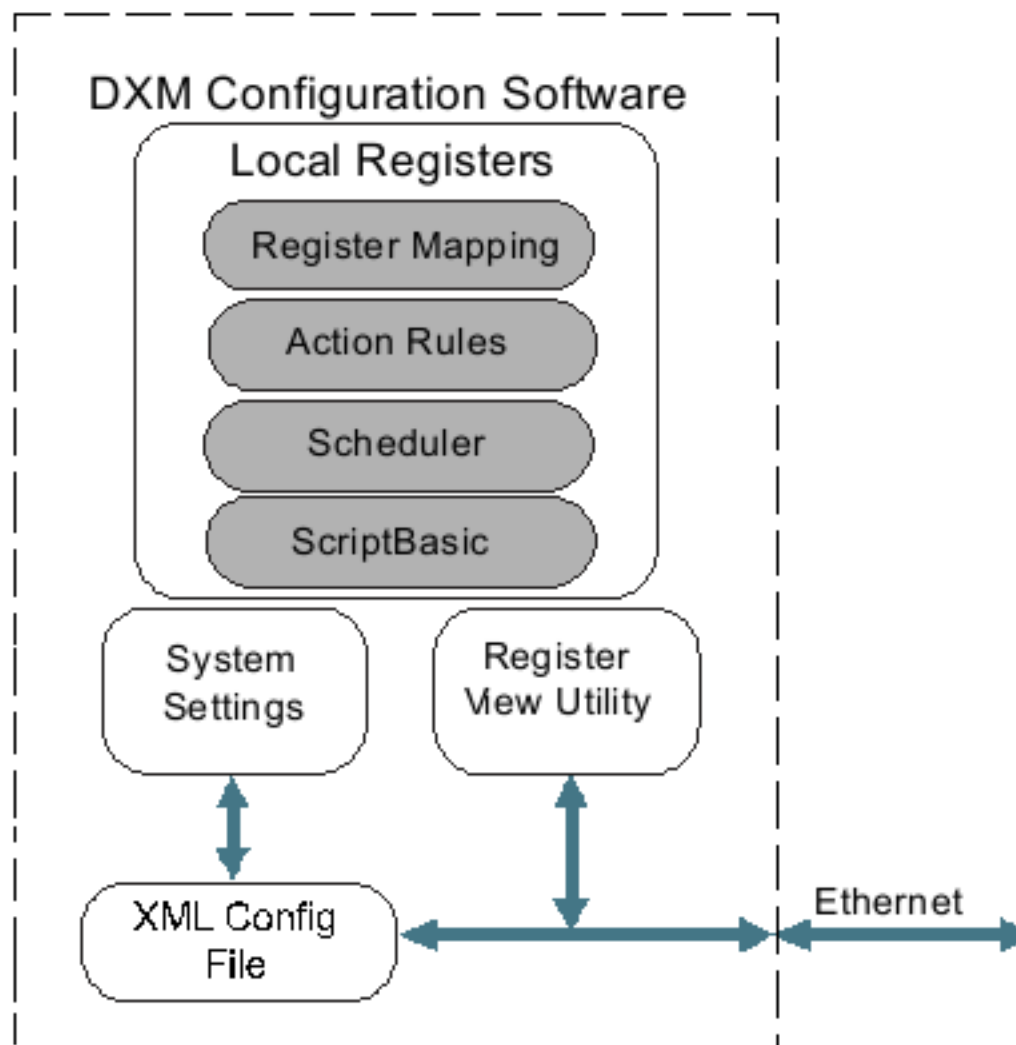 DXM Configuration Software
Local Registers
Register Mapping
Action Rules
Scheduler
ScriptBasic
System
Settings
Register
View Utility
XML Config
File
Ethernet